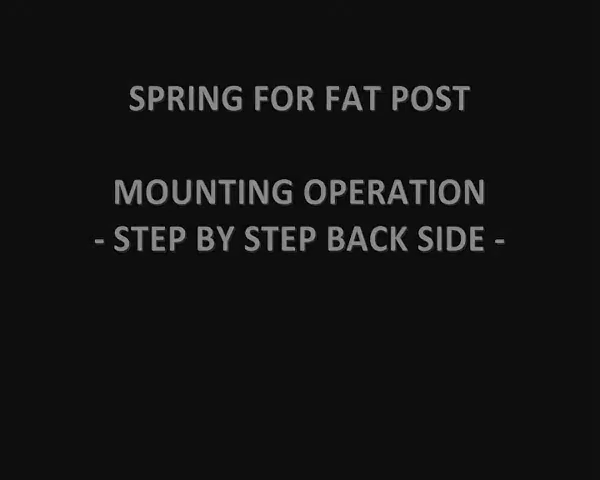 SPRING FOR FAT POST
MOUNTING OPERATION
- STEP BY STEP BACK SIDE -